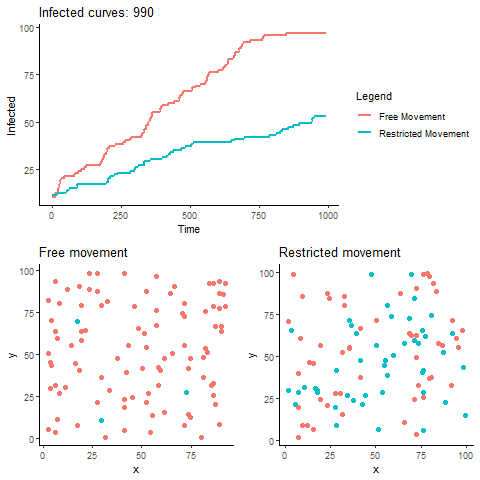 Infected curves: 990
100
75
50
25
Infected
0
250
500
750
1000
Time
Legend
Free Movement
Restricted Movement
Free movement
100
75
50
25
0
y
0
25
50
75
x
Restricted movement
100
75
50
25
0
y
0
25
50
75
100
x